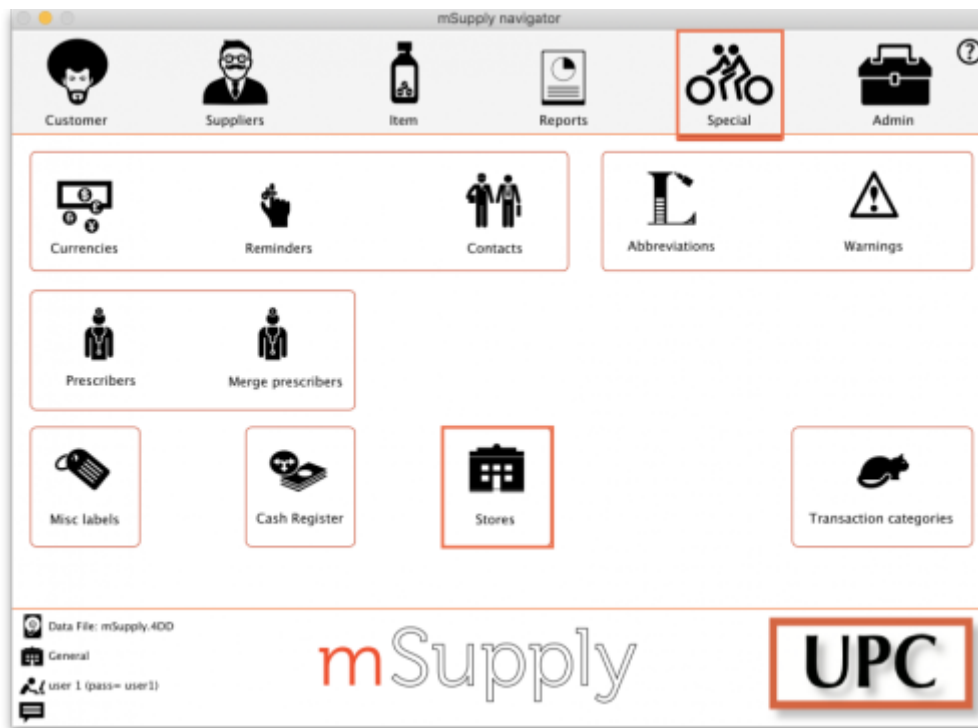 mSupply navigator
?
Customer Suppliers Item Reports Special Admin
Currencies Reminders Contacts Abbreviations Warnings
Prescribers Merge prescribers
Misc labels Cash Register Stores Transaction categories
Data File: mSupply.4DD
General
user 1 (pass= user1)
mSupply
UPC